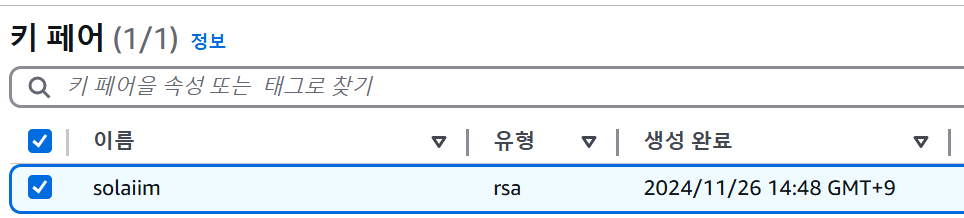 키 페어 (1/1) 정보
키 페어을 속성 또는 태그로 찾기
이름 유형 생성 완료
solaiim rsa 2024/11/26 14:48 GMT+9